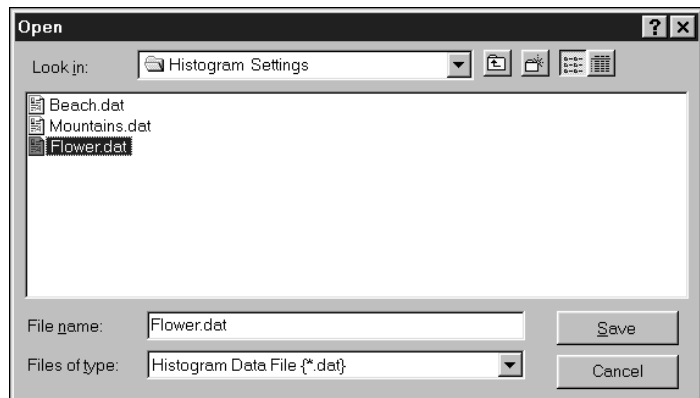 Open
Look in: Histogram Settings
Beach.dat
Mountains.dat
Flower.dat
File name: Flower.dat Save
Files of type: Histogram Data File {*.dat} Cancel